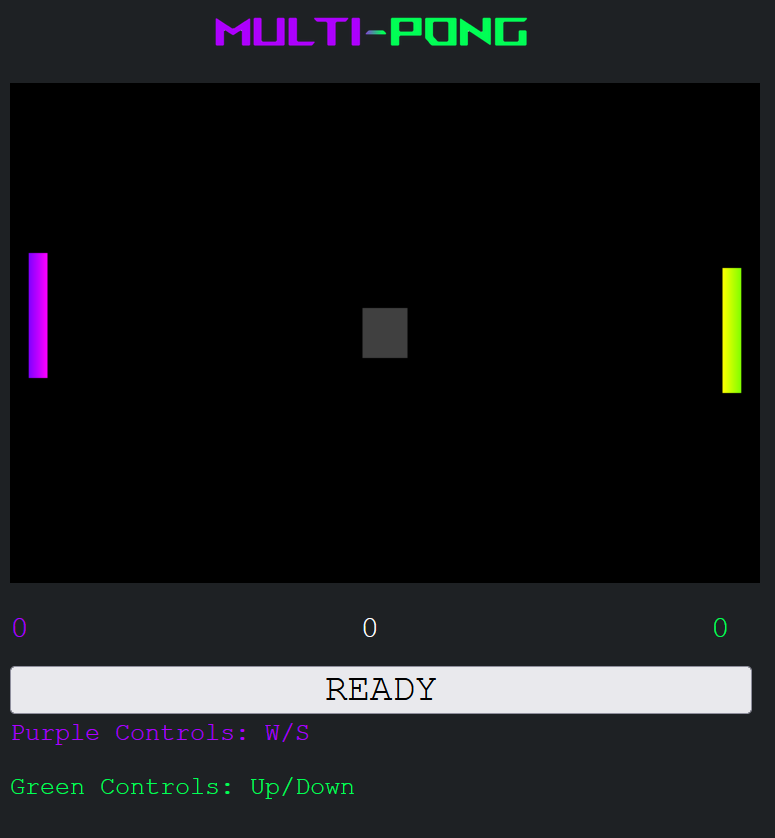 MULTI-PONG
0 0 0
READY
Purple Controls: W/S
Green Controls: Up/Down